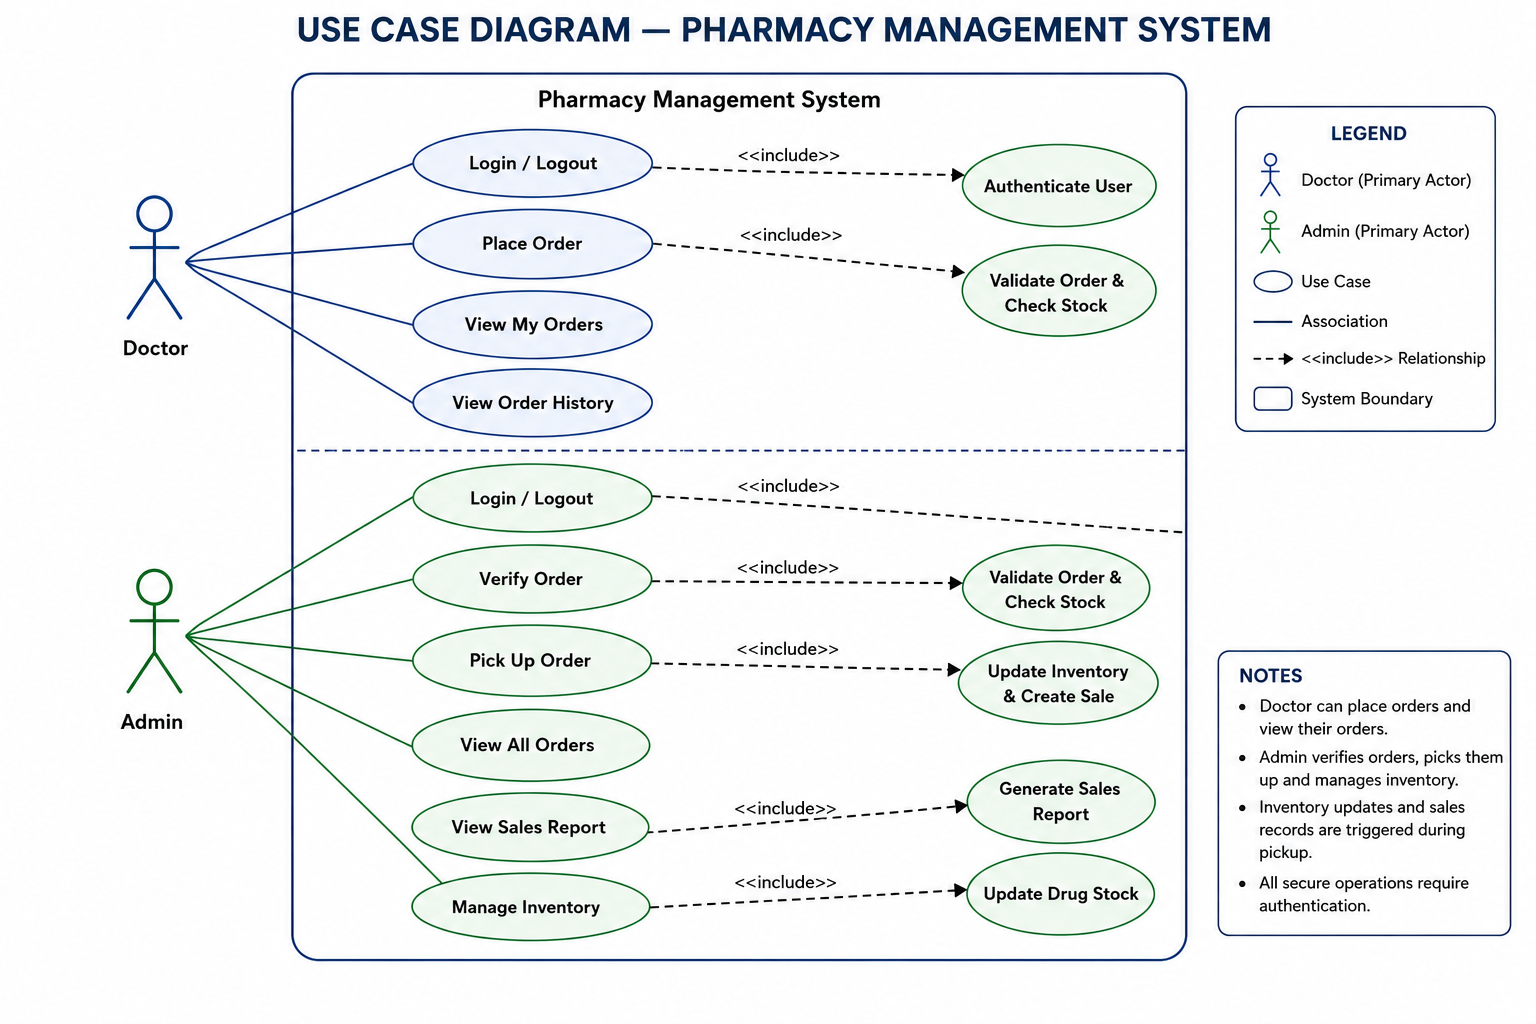 USE CASE DIAGRAM — PHARMACY MANAGEMENT SYSTEM
Pharmacy Management System
Login / Logout
<<include>>
Authenticate User
Place Order
<<include>>
Validate Order &
Check Stock
View My Orders
View Order History
Doctor
Login / Logout
<<include>>
Verify Order
<<include>>
Validate Order &
Check Stock
Pick Up Order
<<include>>
Update Inventory
& Create Sale
View All Orders
View Sales Report
<<include>>
Generate Sales
Report
Manage Inventory
<<include>>
Update Drug Stock
Admin
LEGEND
Doctor (Primary Actor)
Admin (Primary Actor)
Use Case
Association
<<include>> Relationship
System Boundary
NOTES
• Doctor can place orders and
view their orders.
• Admin verifies orders, picks them
up and manages inventory.
• Inventory updates and sales
records are triggered during
pickup.
• All secure operations require
authentication.